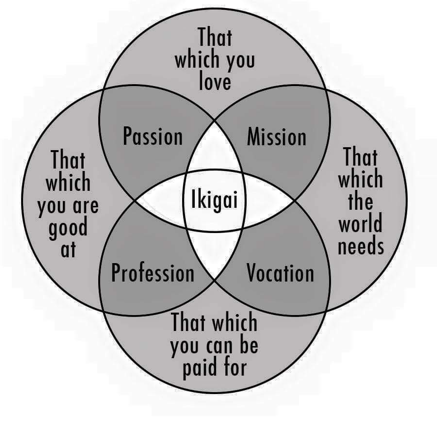 That
which you
love
Passion
Mission
That
which
you are
good
at
Ikigai
That
which
the
world
needs
Profession
Vocation
That which
you can be
paid for